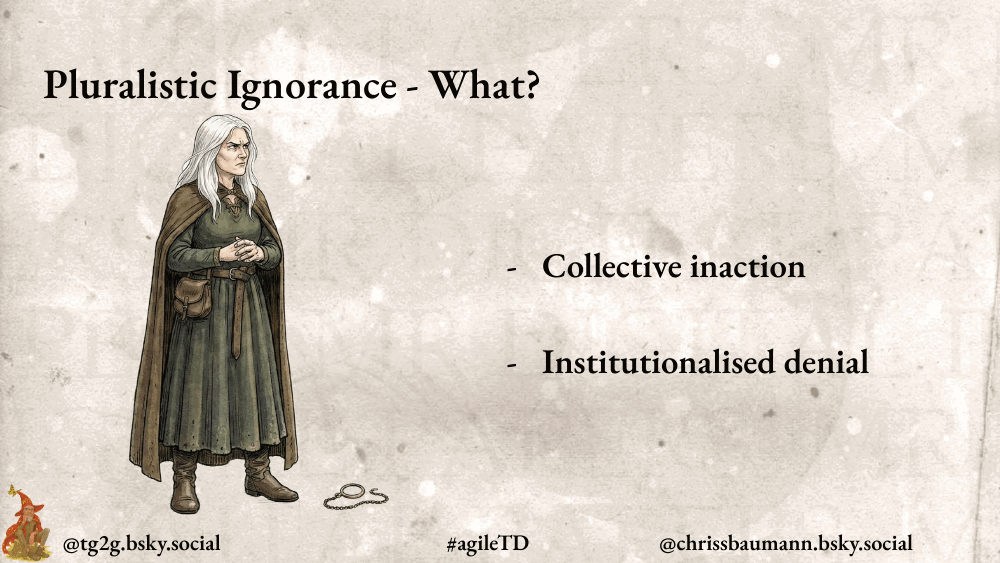 Pluralistic Ignorance - What?
- Collective inaction
- Institutionalised denial
@tg2g.bsky.social
#agileTD
@chrissbaumann.bsky.social